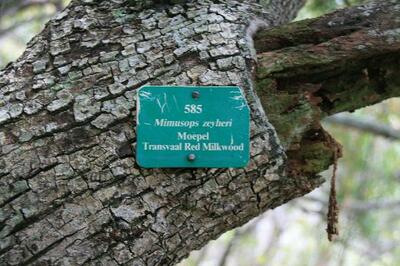 585
Mimusops zeyheri
Moepel
Transvaal Red Milkwood